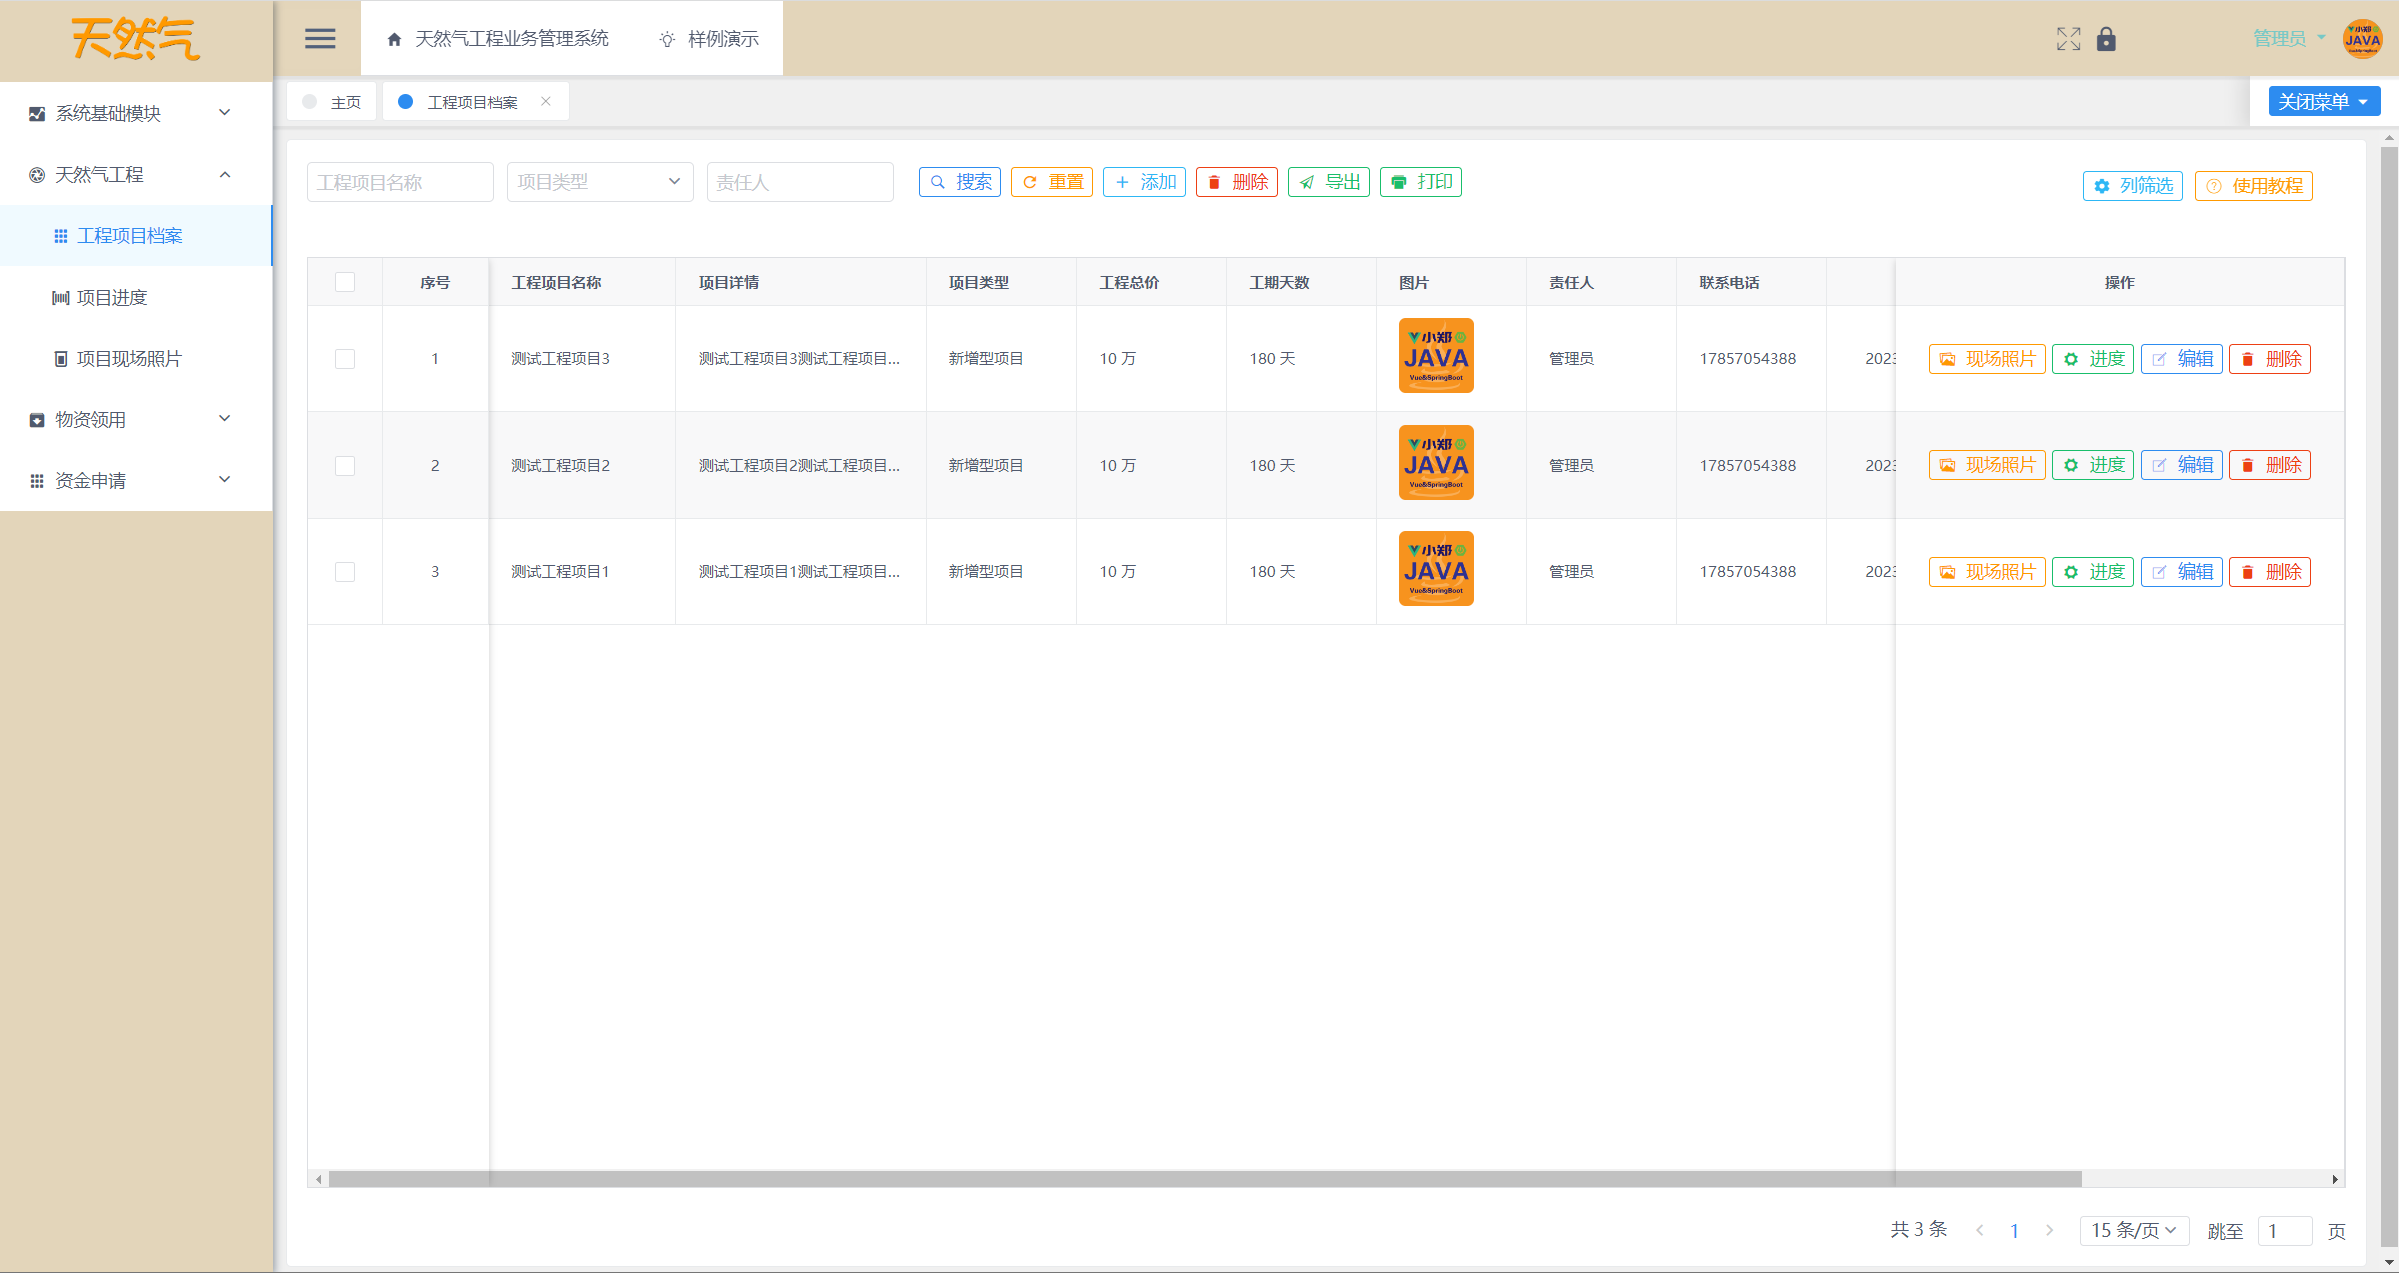 天然气
天然气工程业务管理系统 样例演示 管理员
小郑
JAVA
系统基础模块
天然气工程
工程项目档案
项目进度
项目现场照片
物资领用
资金申请
主页 工程项目档案 关闭菜单
工程项目名称 项目类型 责任人 搜索 重置 添加 删除 导出 打印 列筛选 使用教程
序号 工程项目名称 项目详情 项目类型 工程总价 工期天数 图片 责任人 联系电话 操作
1 测试工程项目3 测试工程项目3测试工程项目... 新增型项目 10 万 180 天 管理员 17857054388 2023 现场照片 进度 编辑 删除
小郑
JAVA
Vue&SpringBoot
2 测试工程项目2 测试工程项目2测试工程项目... 新增型项目 10 万 180 天 管理员 17857054388 2023 现场照片 进度 编辑 删除
小郑
JAVA
Vue&SpringBoot
3 测试工程项目1 测试工程项目1测试工程项目... 新增型项目 10 万 180 天 管理员 17857054388 2023 现场照片 进度 编辑 删除
小郑
JAVA
Vue&SpringBoot
共 3 条 1 15 条/页 跳至 1 页